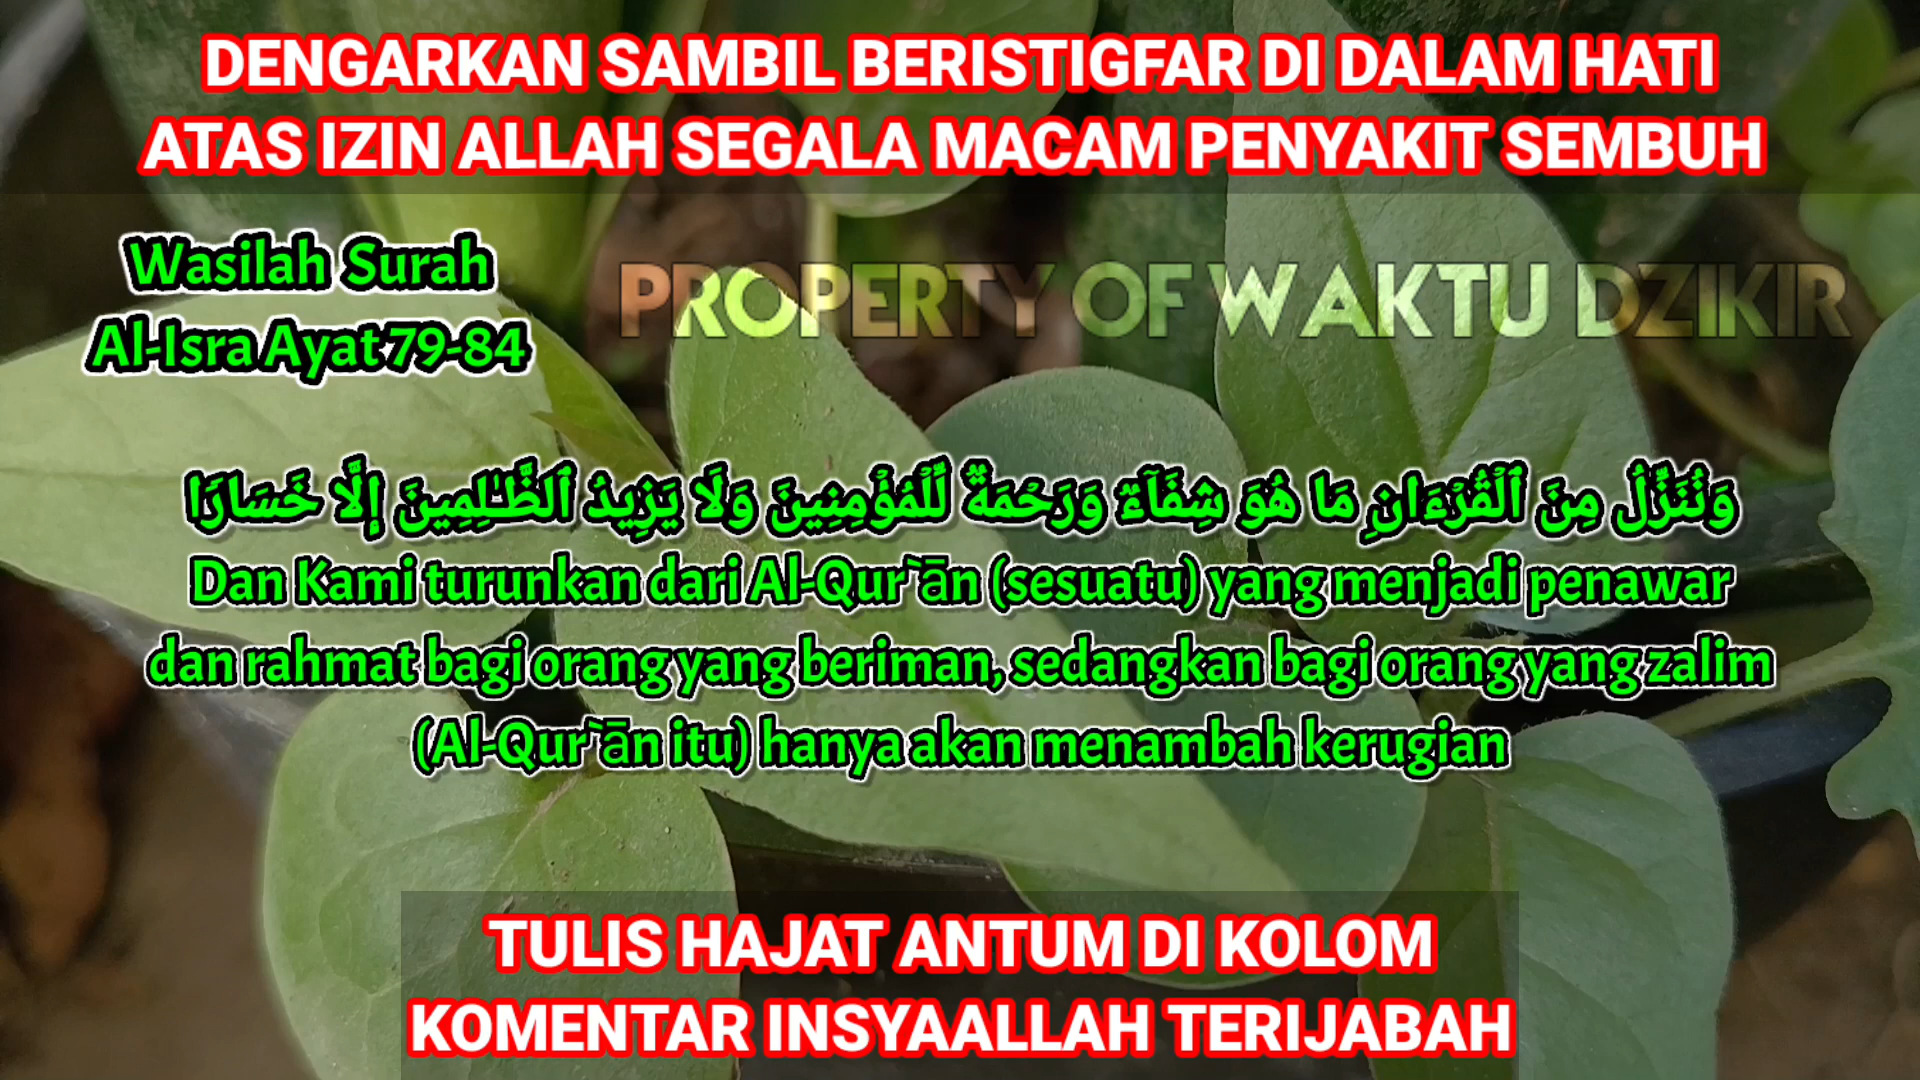 DENGARKAN SAMBIL BERISTIGFAR DI DALAM HATI
ATAS IZIN ALLAH SEGALA MACAM PENYAKIT SEMBUH
Wasilah Surah
Al-Isra Ayat 79-84
PROPERTY OF WAKTU DZIKIR
وَنُنَزِّلُ مِنَ ٱلْقُرْءَانِ مَا هُوَ شِفَآءٌ وَرَحْمَةٌ لِّلْمُؤْمِنِينَ وَلَا يَزِيدُ ٱلظَّـٰلِمِينَ إِلَّا خَسَارًا
Dan Kami turunkan dari Al-Qur`ān (sesuatu) yang menjadi penawar
dan rahmat bagi orang yang beriman, sedangkan bagi orang yang zalim
(Al-Qur`ān itu) hanya akan menambah kerugian
TULIS HAJAT ANTUM DI KOLOM
KOMENTAR INSYAALLAH TERIJABAH